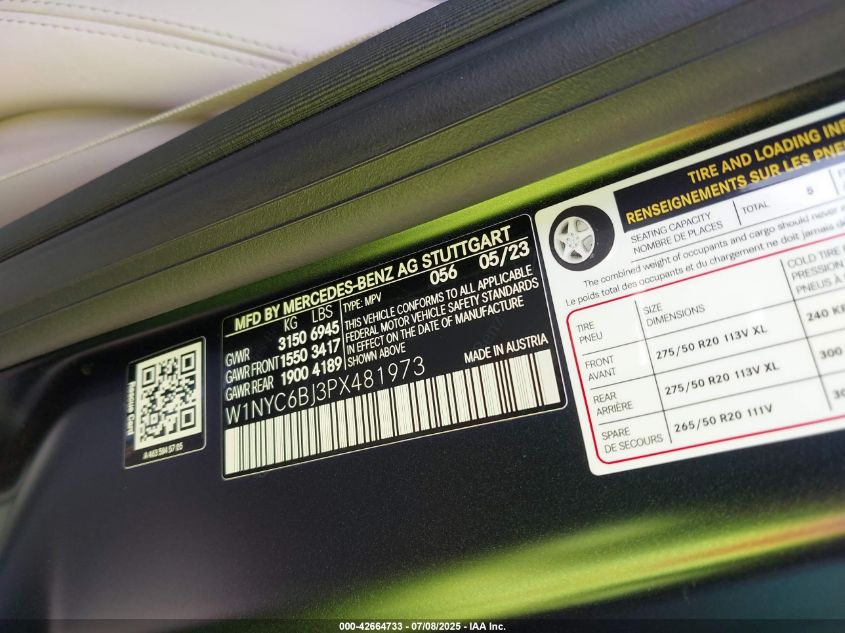 MFD BY MERCEDES-BENZ AG STUTTGART
KG LBS
GVWR 3150 6945
GAWR FRONT 1550 3417
GAWR REAR 1900 4189
TYPE: MPV 056 05/23
THIS VEHICLE CONFORMS TO ALL APPLICABLE
FEDERAL MOTOR VEHICLE SAFETY STANDARDS
IN EFFECT ON THE DATE OF MANUFACTURE
SHOWN ABOVE
MADE IN AUSTRIA
W1NYC6BJ3PX481973
Rescue Card
A 463 584 57 05
TIRE AND LOADING
RENSEIGNEMENTS SUR LES
SEATING CAPACITY
NOMBRE DE PLACES
TOTAL 5
The combined weight of occupants and cargo should never
Le poids total des occupants et du chargement ne doit jamais
TIRE
PNEU
SIZE
DIMENSIONS
COLD TIRE
PRESSION
PNEUS À
FRONT
AVANT
275/50 R20 113V XL
240
REAR
ARRIÈRE
275/50 R20 113V XL
300
SPARE
DE SECOURS
265/50 R20 111V
000-42664733 - 07/08/2025 - IAA Inc.